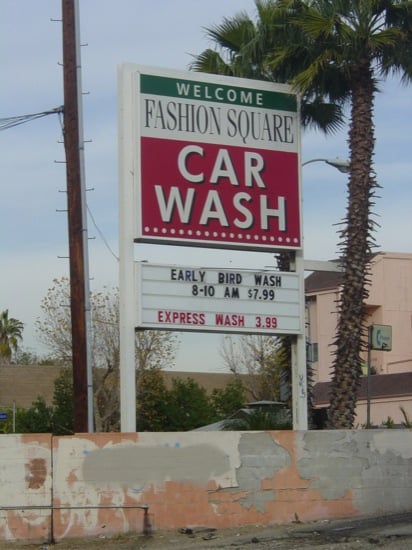 WELCOME
FASHION SQUARE
CAR
WASH
EARLY BIRD WASH
8-10 AM $7.99
EXPRESS WASH 3.99